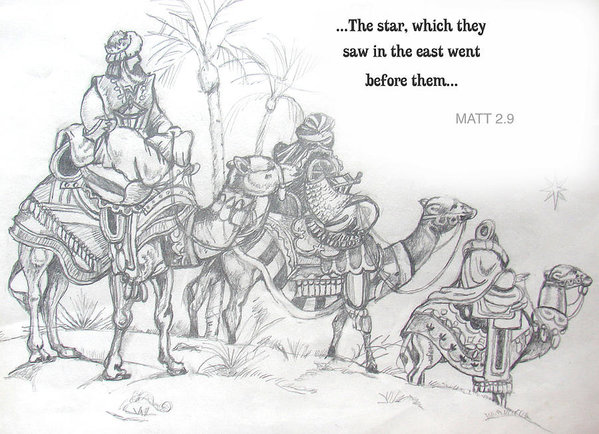 ...The star, which they
saw in the east went
before them...
MATT 2.9